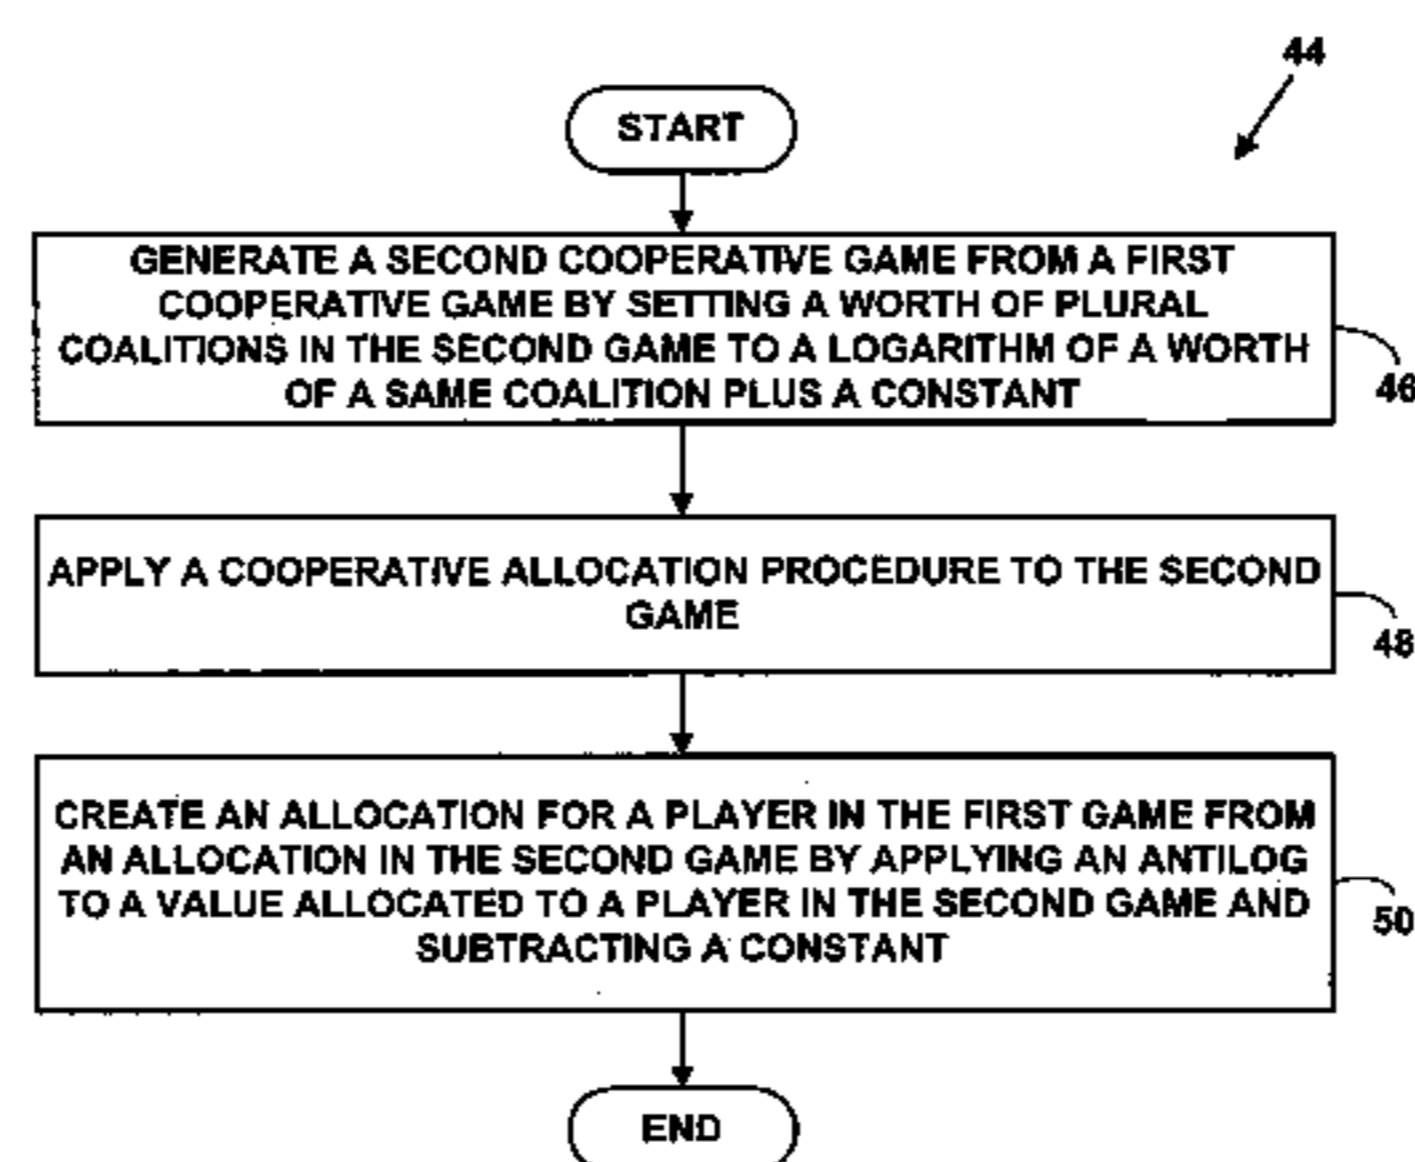 44
START
GENERATE A SECOND COOPERATIVE GAME FROM A FIRST
COOPERATIVE GAME BY SETTING A WORTH OF PLURAL
COALITIONS IN THE SECOND GAME TO A LOGARITHM OF A WORTH
OF A SAME COALITION PLUS A CONSTANT
46
APPLY A COOPERATIVE ALLOCATION PROCEDURE TO THE SECOND
GAME
48
CREATE AN ALLOCATION FOR A PLAYER IN THE FIRST GAME FROM
AN ALLOCATION IN THE SECOND GAME BY APPLYING AN ANTILOG
TO A VALUE ALLOCATED TO A PLAYER IN THE SECOND GAME AND
SUBTRACTING A CONSTANT
50
END